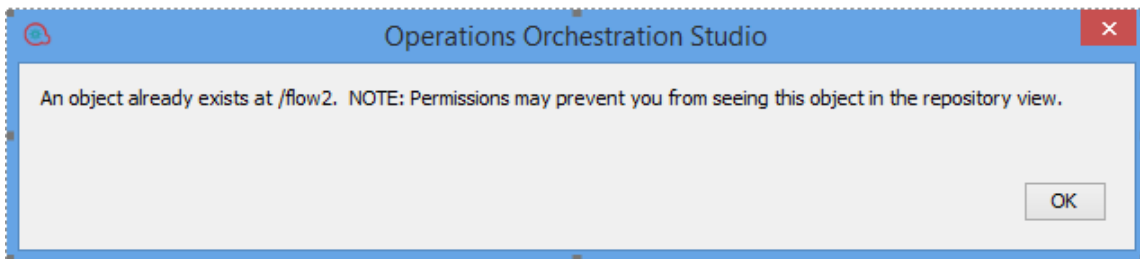 Operations Orchestration Studio
An object already exists at /flow2. NOTE: Permissions may prevent you from seeing this object in the repository view.
OK